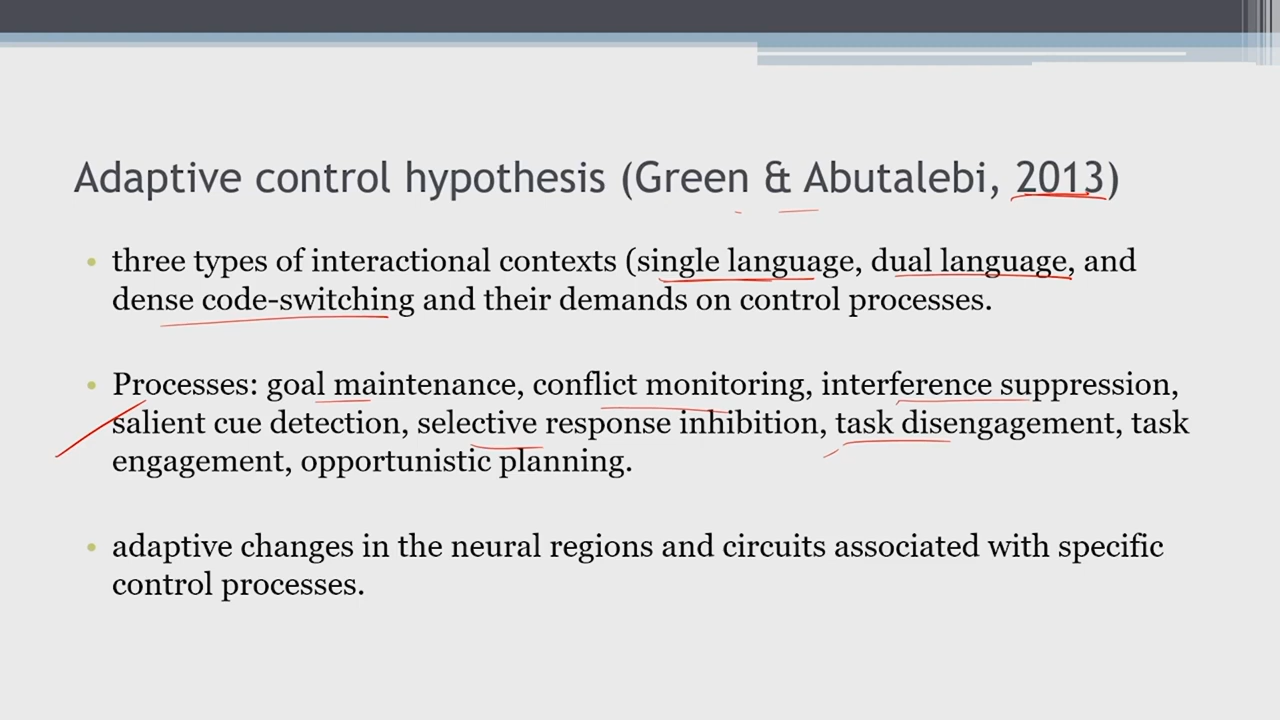 Adaptive control hypothesis (Green & Abutalebi, 2013)
• three types of interactional contexts (single language, dual language, and
dense code-switching and their demands on control processes.
• Processes: goal maintenance, conflict monitoring, interference suppression,
salient cue detection, selective response inhibition, task disengagement, task
engagement, opportunistic planning.
• adaptive changes in the neural regions and circuits associated with specific
control processes.